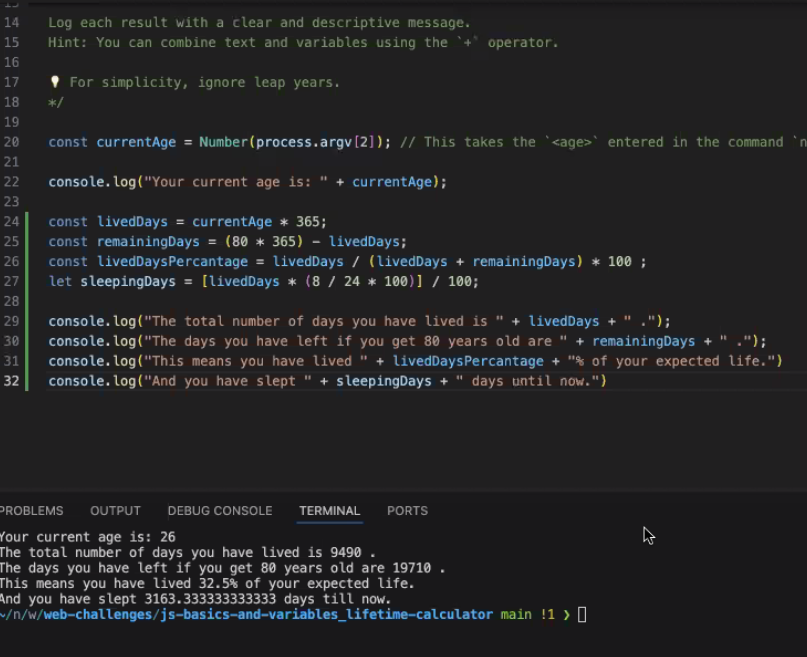 14 Log each result with a clear and descriptive message.
15 Hint: You can combine text and variables using the `+` operator.
16
17 💡 For simplicity, ignore leap years.
18 */
19
20 const currentAge = Number(process.argv[2]); // This takes the `<age>` entered in the command `n
21
22 console.log("Your current age is: " + currentAge);
23
24 const livedDays = currentAge * 365;
25 const remainingDays = (80 * 365) - livedDays;
26 const livedDaysPercantage = livedDays / (livedDays + remainingDays) * 100 ;
27 let sleepingDays = [livedDays * (8 / 24 * 100)] / 100;
28
29 console.log("The total number of days you have lived is " + livedDays + " .");
30 console.log("The days you have left if you get 80 years old are " + remainingDays + " .");
31 console.log("This means you have lived " + livedDaysPercantage + "% of your expected life.")
32 console.log("And you have slept " + sleepingDays + " days until now.")
PROBLEMS OUTPUT DEBUG CONSOLE TERMINAL PORTS
Your current age is: 26
The total number of days you have lived is 9490 .
The days you have left if you get 80 years old are 19710 .
This means you have lived 32.5% of your expected life.
And you have slept 3163.333333333333 days till now.
~/n/w/web-challenges/js-basics-and-variables_lifetime-calculator main !1 ❯